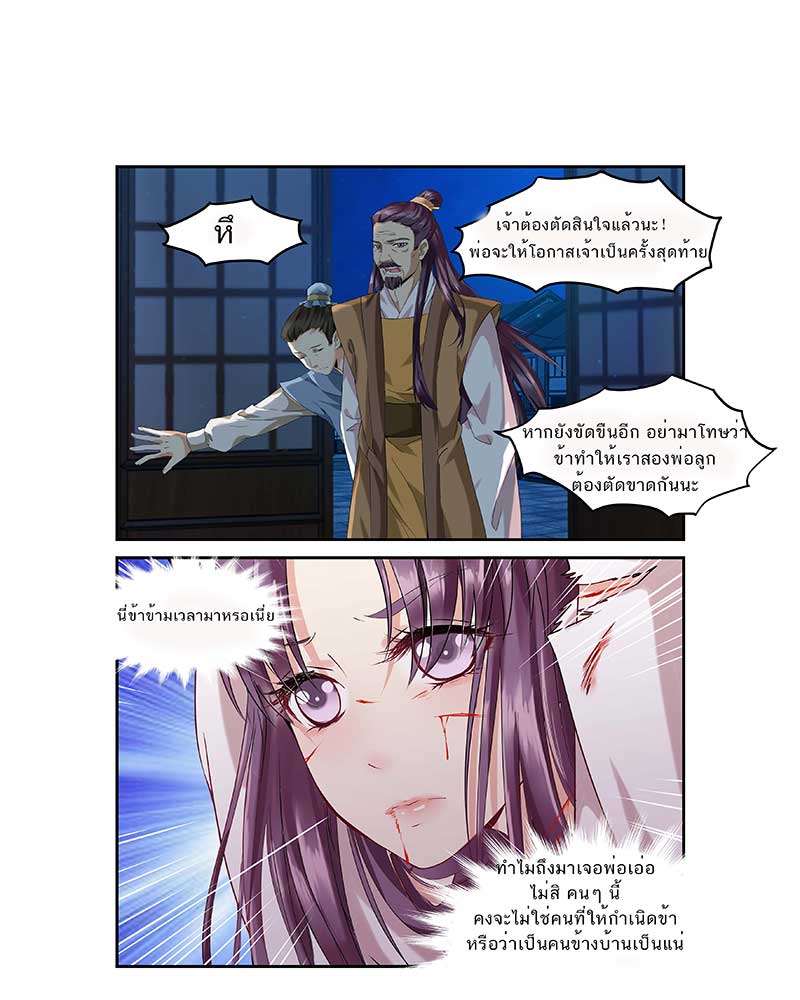 หึ
เจ้าต้องตัดสินใจแล้วนะ!
พ่อจะให้โอกาสเจ้าเป็นครั้งสุดท้าย
หากยังขัดขืนอีก อย่ามาโทษว่า
ข้าทำให้เราสองพ่อลูก
ต้องตัดขาดกันนะ
นี่ข้าข้ามเวลามาหรอเนี่ย
ทำไมถึงมาเจอพ่อเอ่อ
ไม่สิ คนๆ นี้
คงจะไม่ใช่คนที่ให้กำเนิดข้า
หรือว่าเป็นคนข้างบ้านเป็นแน่